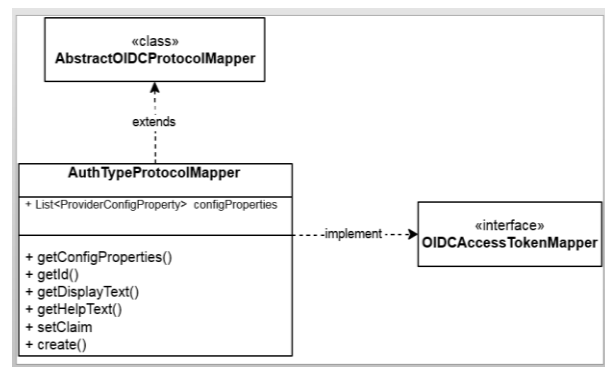 «class»
AbstractOIDCProtocolMapper
extends
AuthTypeProtocolMapper
+ List<ProviderConfigProperty> configProperties
implement
«interface»
OIDCAccessTokenMapper
+ getConfigProperties()
+ getId()
+ getDisplayText()
+ getHelpText()
+ setClaim
+ create()